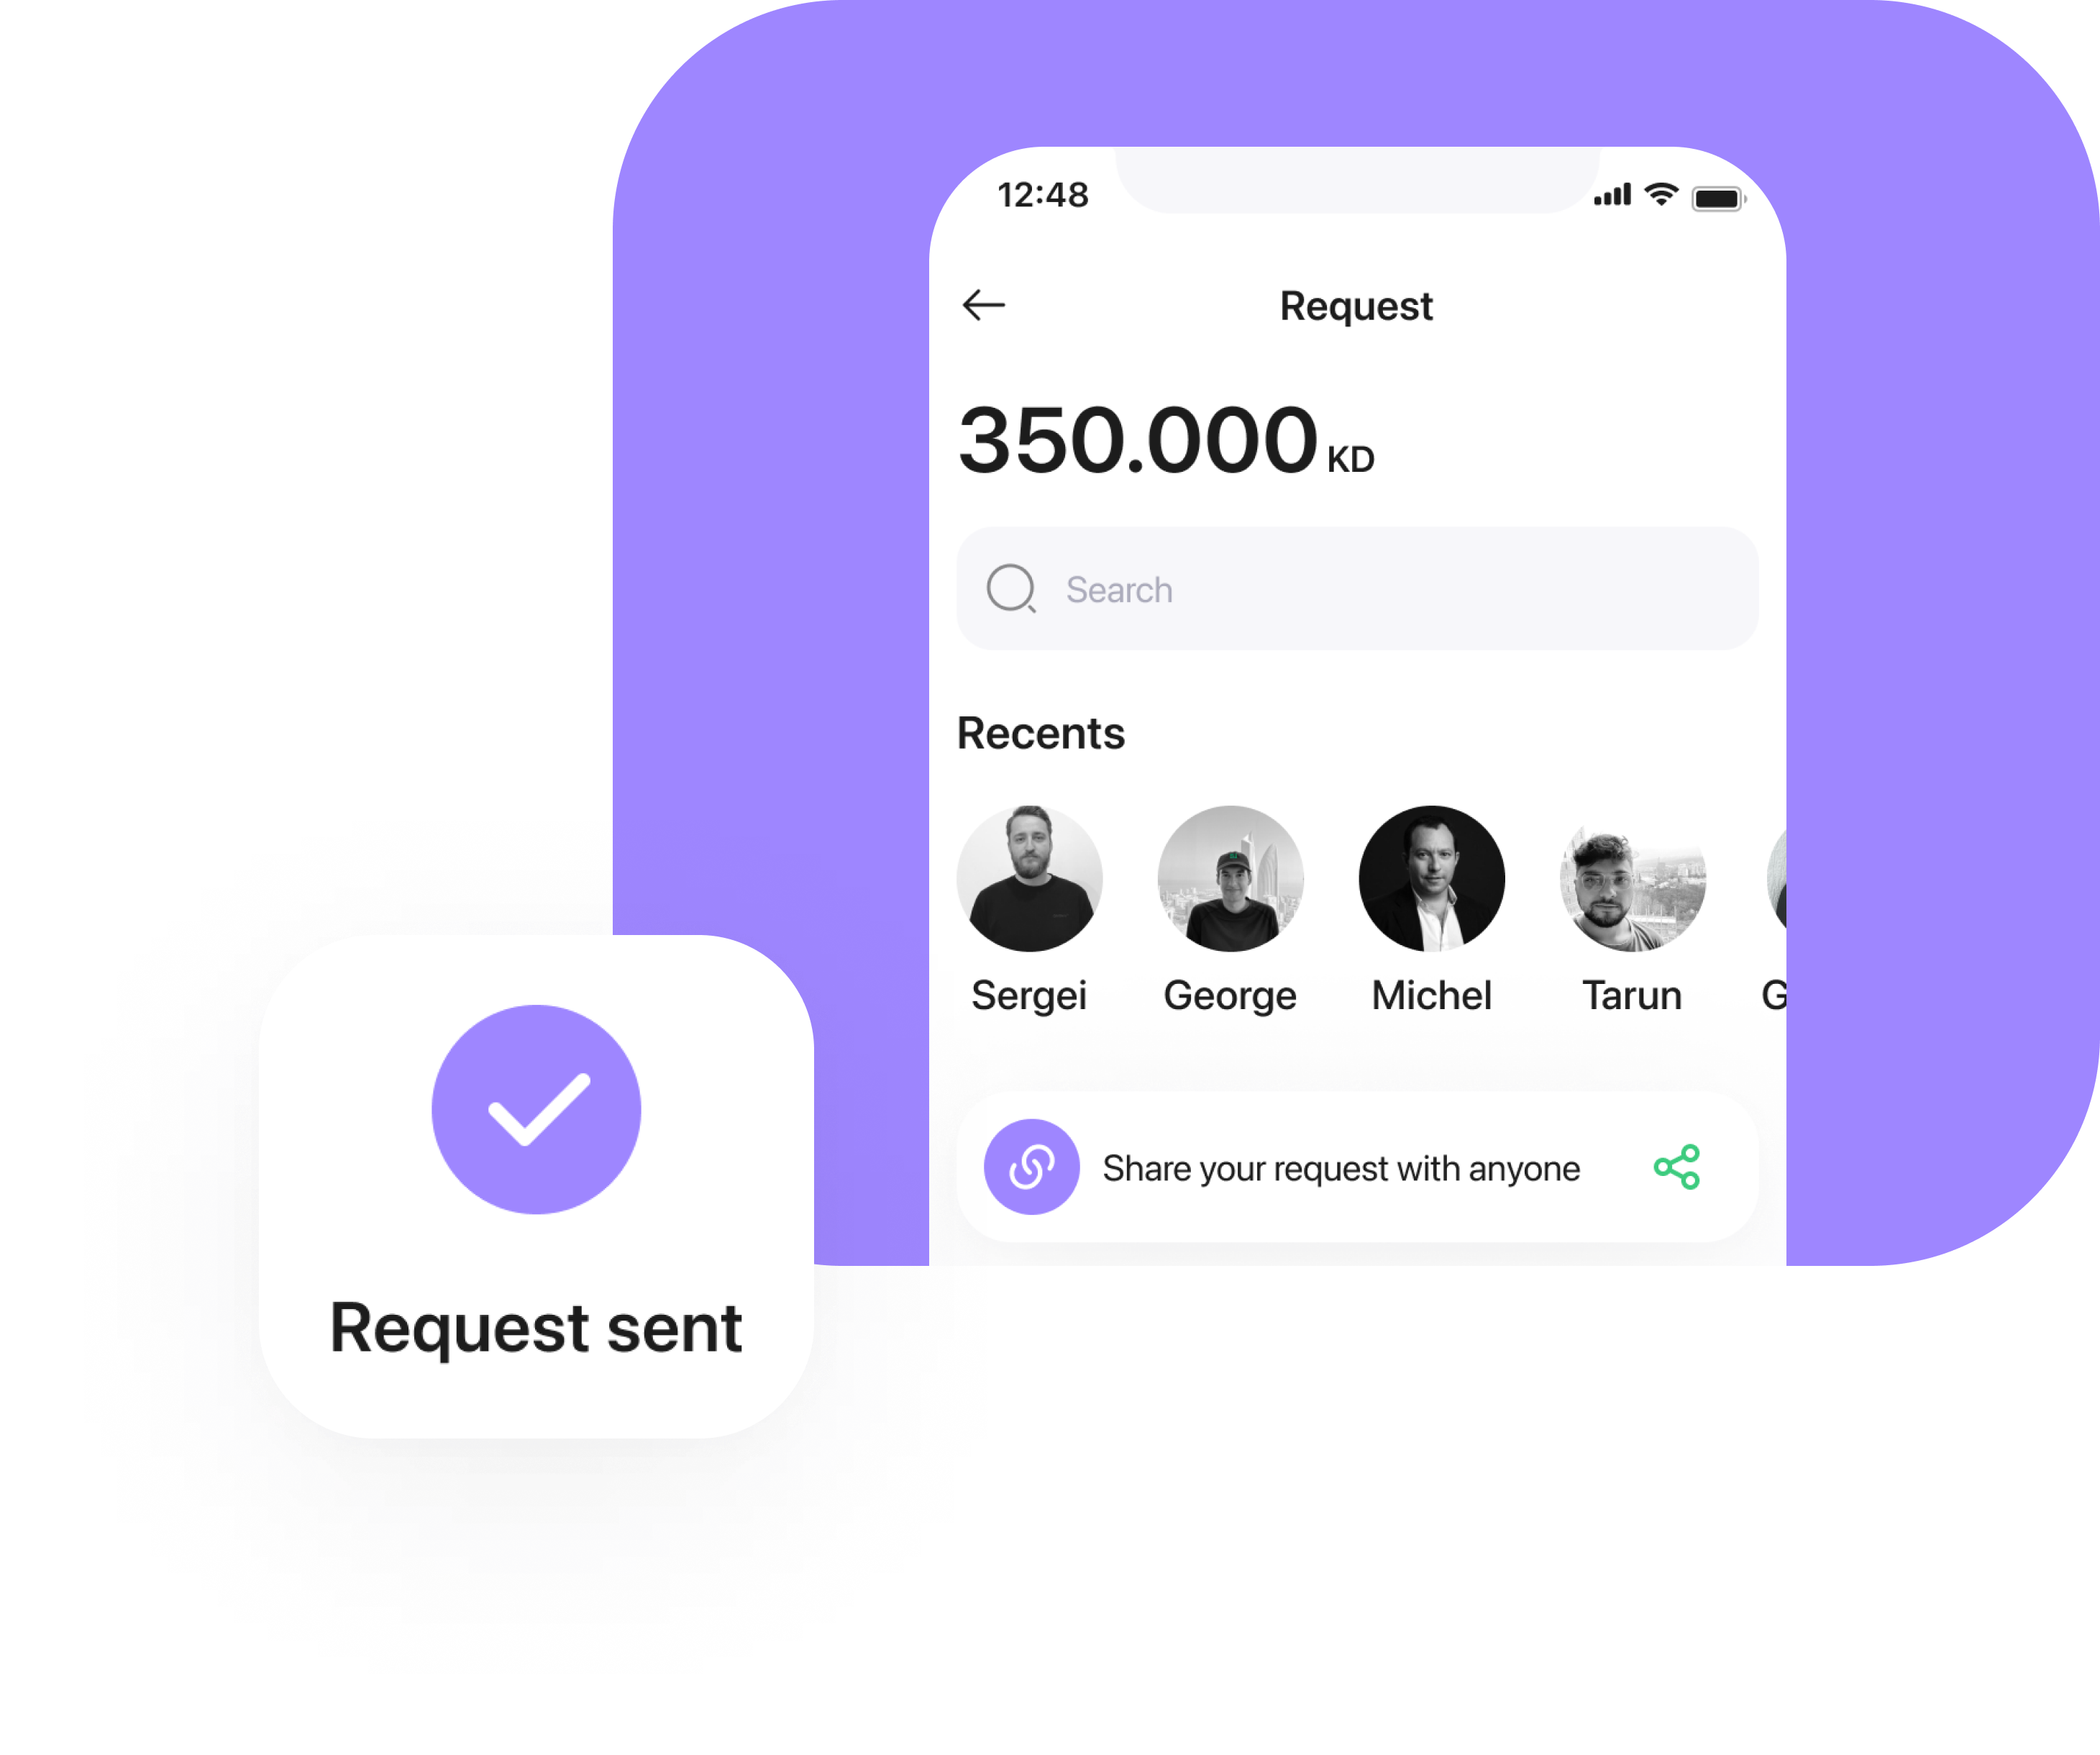 12:48
Request
350.000 KD
Search
Recents
Sergei George Michel Tarun G
Share your request with anyone
Request sent